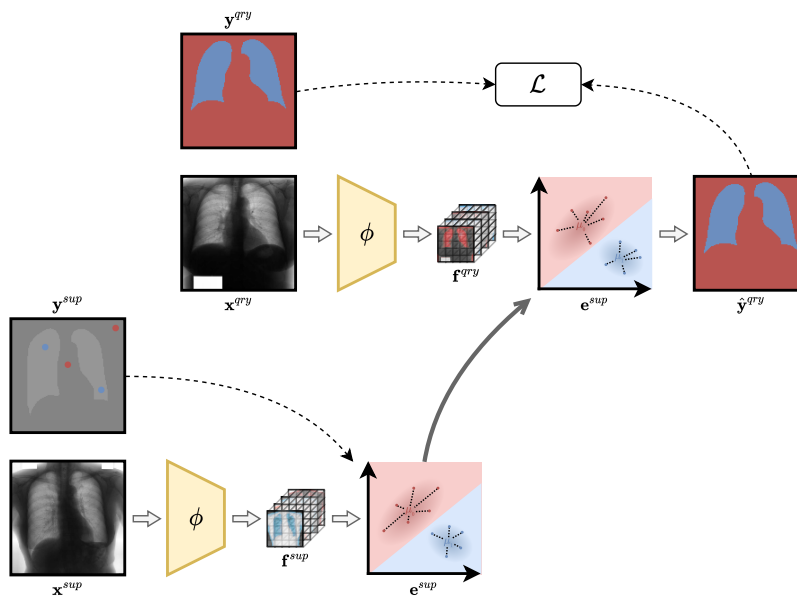 y^{qry}
ℒ
ϕ
f^{qry}
x^{qry}
e^{sup}
ŷ^{qry}
y^{sup}
ϕ
f^{sup}
x^{sup}
e^{sup}